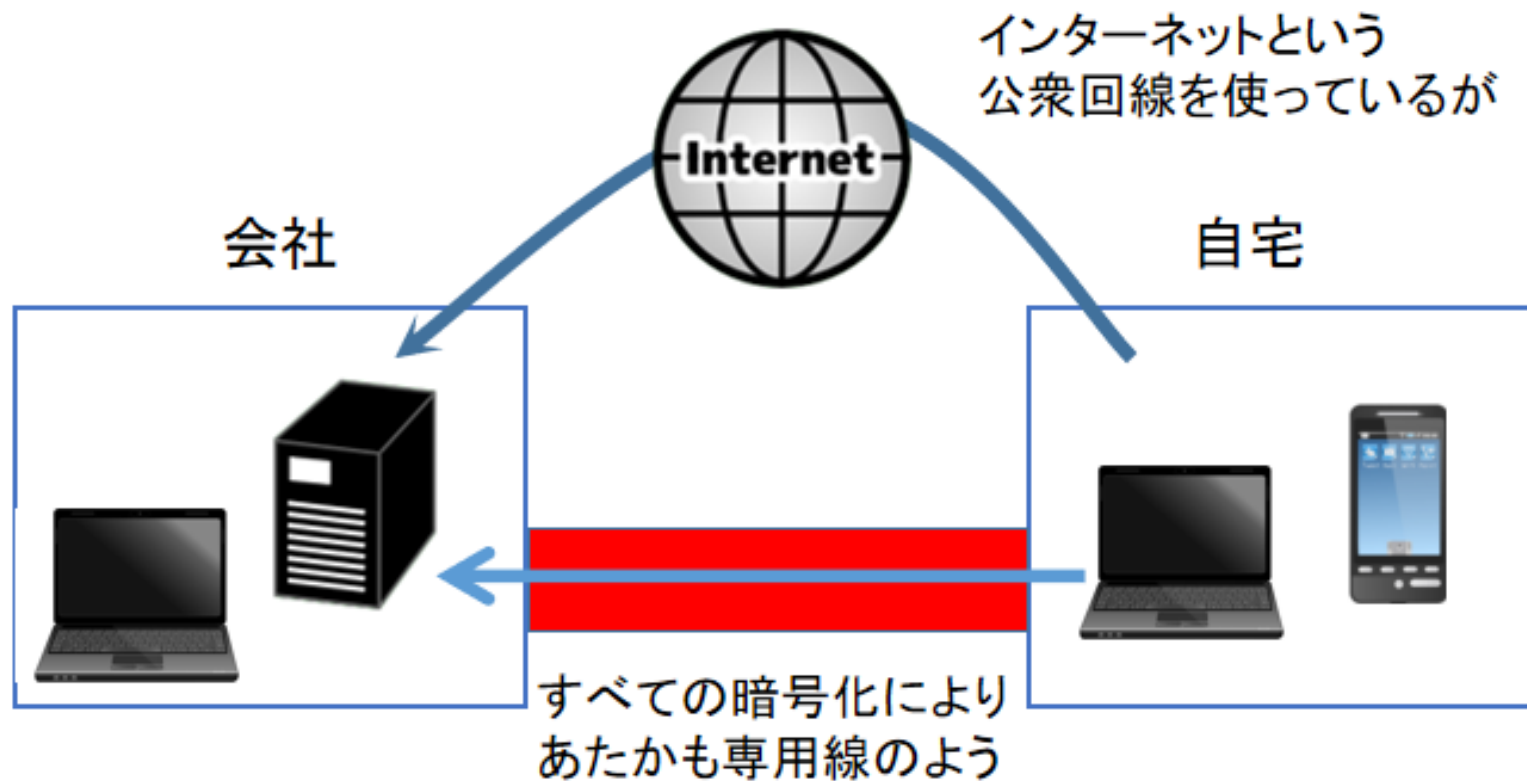 インターネットという
公衆回線を使っているが
Internet
会社
自宅
すべての暗号化により
あたかも専用線のよう